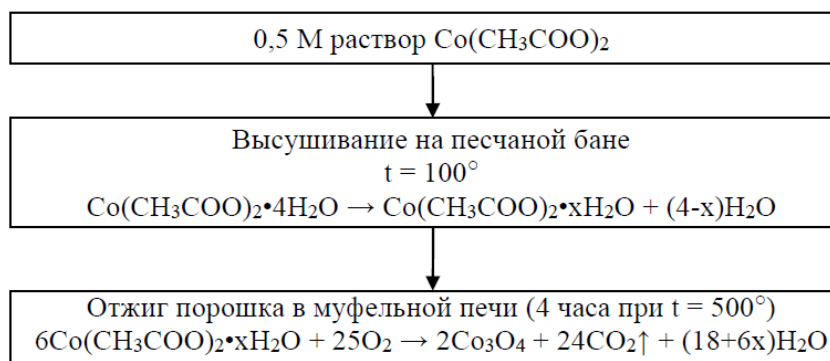 0,5 М раствор Co(CH₃COO)₂
Высушивание на песчаной бане
t = 100°
Co(CH₃COO)₂•4H₂O → Co(CH₃COO)₂•xH₂O + (4-x)H₂O
Отжиг порошка в муфельной печи (4 часа при t = 500°)
6Co(CH₃COO)₂•xH₂O + 25O₂ → 2Co₃O₄ + 24CO₂↑ + (18+6x)H₂O